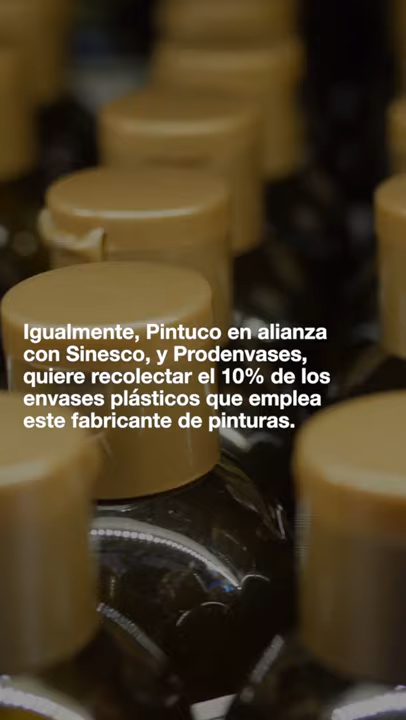 Igualmente, Pintuco en alianza
con Sinesco, y Prodenvases,
quiere recolectar el 10% de los
envases plásticos que emplea
este fabricante de pinturas.